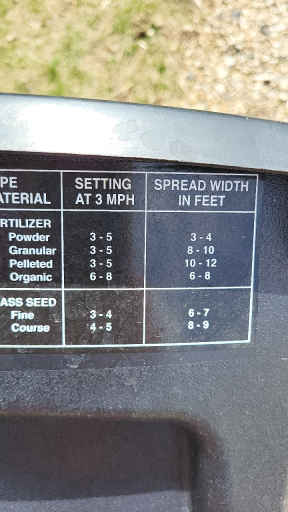 PE SETTING SPREAD WIDTH
ATERIAL AT 3 MPH IN FEET
RTILIZER
Powder 3 - 5 3 - 4
Granular 3 - 5 8 - 10
Pelleted 3 - 5 10 - 12
Organic 6 - 8 6 - 8
ASS SEED
Fine 3 - 4 6 - 7
Course 4 - 5 8 - 9